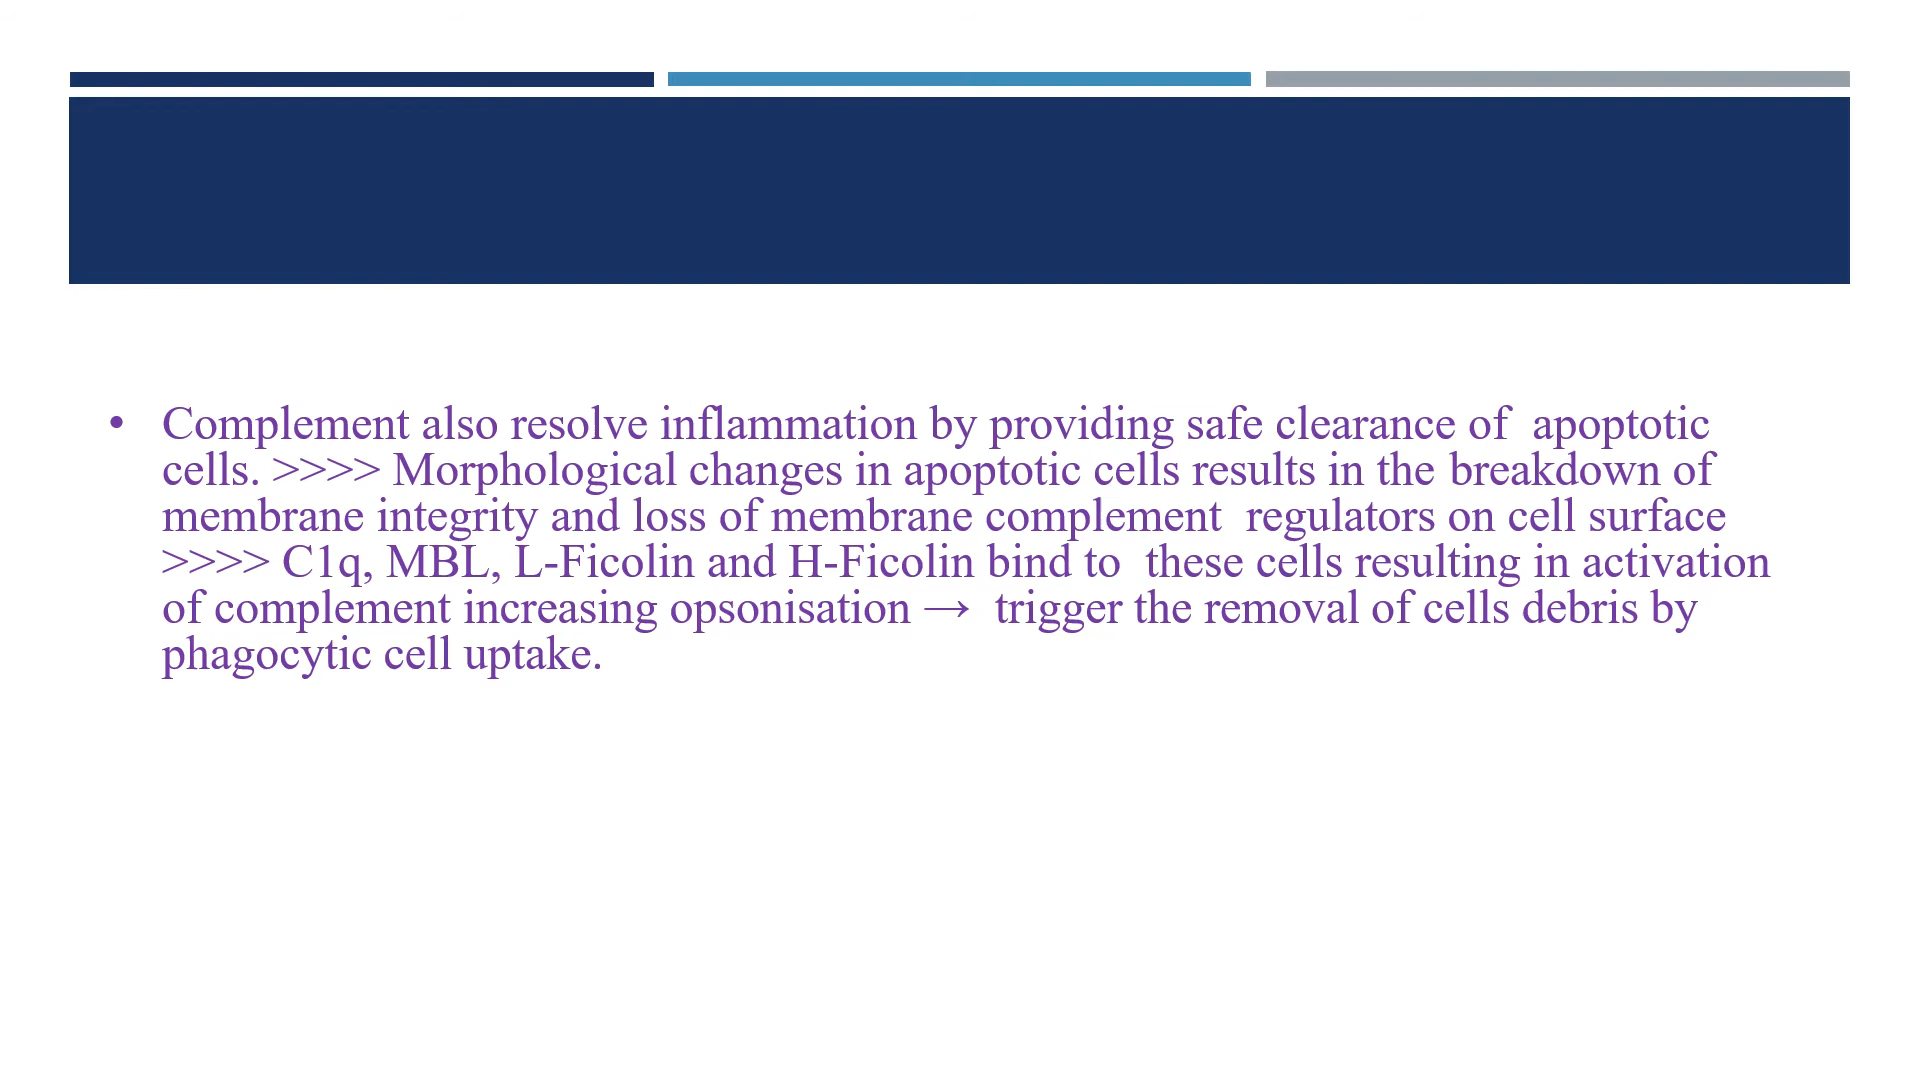 • Complement also resolve inflammation by providing safe clearance of  apoptotic
cells. >>>> Morphological changes in apoptotic cells results in the breakdown of
membrane integrity and loss of membrane complement  regulators on cell surface
>>>> C1q, MBL, L-Ficolin and H-Ficolin bind to  these cells resulting in activation
of complement increasing opsonisation →  trigger the removal of cells debris by
phagocytic cell uptake.